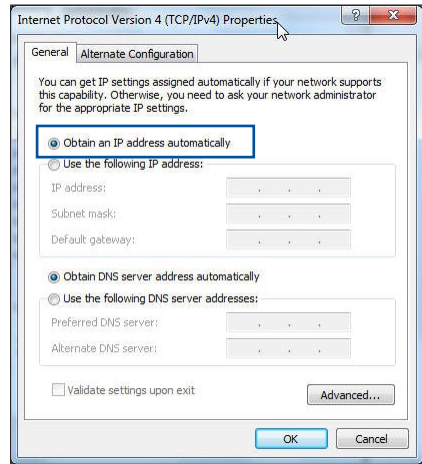 Internet Protocol Version 4 (TCP/IPv4) Properties
General
Alternate Configuration
You can get IP settings assigned automatically if your network supports
this capability. Otherwise, you need to ask your network administrator
for the appropriate IP settings.
Obtain an IP address automatically
Use the following IP address:
IP address:
Subnet mask:
Default gateway:
Obtain DNS server address automatically
Use the following DNS server addresses:
Preferred DNS server:
Alternate DNS server:
Validate settings upon exit
Advanced...
OK
Cancel